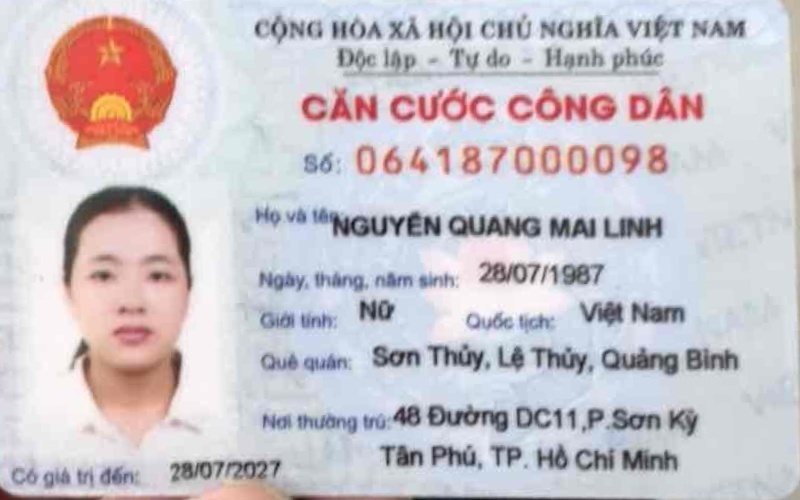 CỘNG HÒA XÃ HỘI CHỦ NGHĨA VIỆT NAM
Độc lập - Tự do - Hạnh phúc
CĂN CƯỚC CÔNG DÂN
Số: 064187000098
Họ và tên NGUYỄN QUANG MAI LINH
Ngày, tháng, năm sinh: 28/07/1987
Giới tính: Nữ Quốc tịch: Việt Nam
Quê quán: Sơn Thủy, Lệ Thủy, Quảng Bình
Nơi thường trú: 48 Đường DC11,P.Sơn Kỳ
Tân Phú, TP. Hồ Chí Minh
Có giá trị đến: 28/07/2027